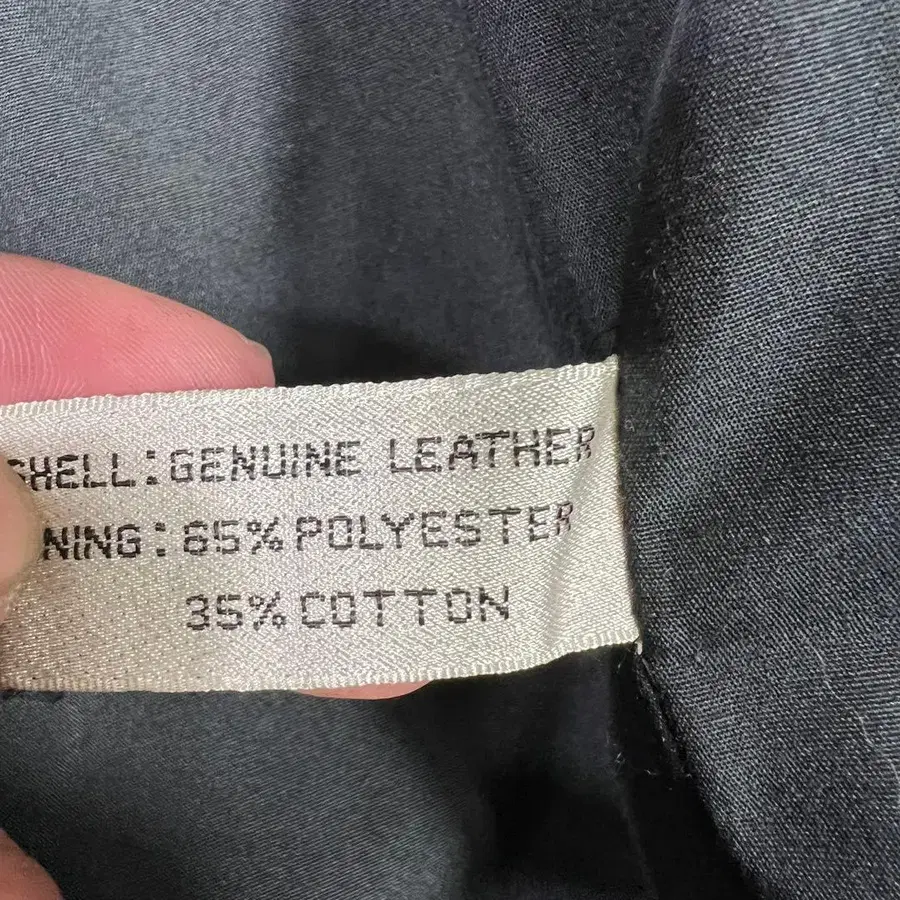 SHELL:GENUINE LEATHER
NING:65%POLYESTER
35%COTTON